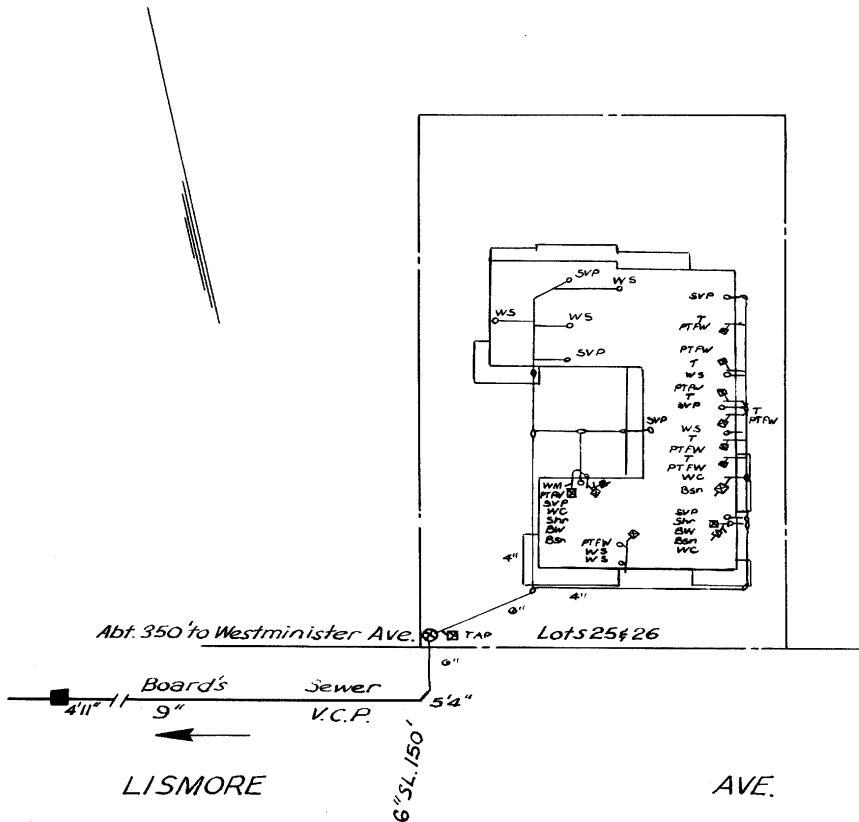 SVP
WS
WS
WS
SVP
SVP
T
PTFW
PTFW
T
WS
PTFW
T
SVP
T
PTFW
WS
T
PTFW
T
PTFW
WC
Bsn
SVP
Shr
BW
Bsn
WC
SVP
WM
PTFW
SVP
WC
Shr
BW
Bsn
PTFW
WS
WS
4"
4"
6"
Abt. 350' to Westminister Ave.
TAP
Lots 25 & 26
6"
Board's Sewer
4'11"
9"
V.C.P.
5'4"
6" SL. 150'
LISMORE AVE.